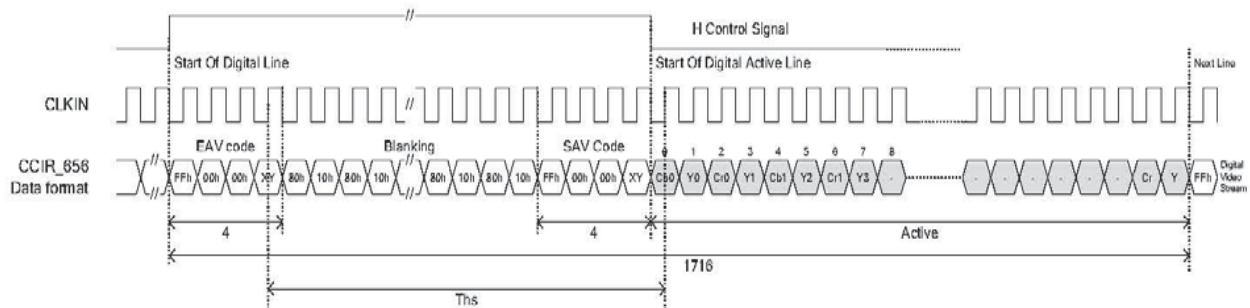 //
H Control Signal
Start Of Digital Line
Start Of Digital Active Line
Next Line
CLKIN
//
EAV code
Blanking
SAV Code
0 1 2 3 4 5 6 7 8
CCIR_656
Data format
// FFh 00h 00h XY 80h 10h 80h 10h // 80h 10h 80h 10h FFh 00h 00h XY Cb0 Y0 Cr0 Y1 Cb1 Y2 Cr1 Y3 . . . . . . . Cr Y FFh
Digital
Video
Stream
4
4
Active
1716
Ths